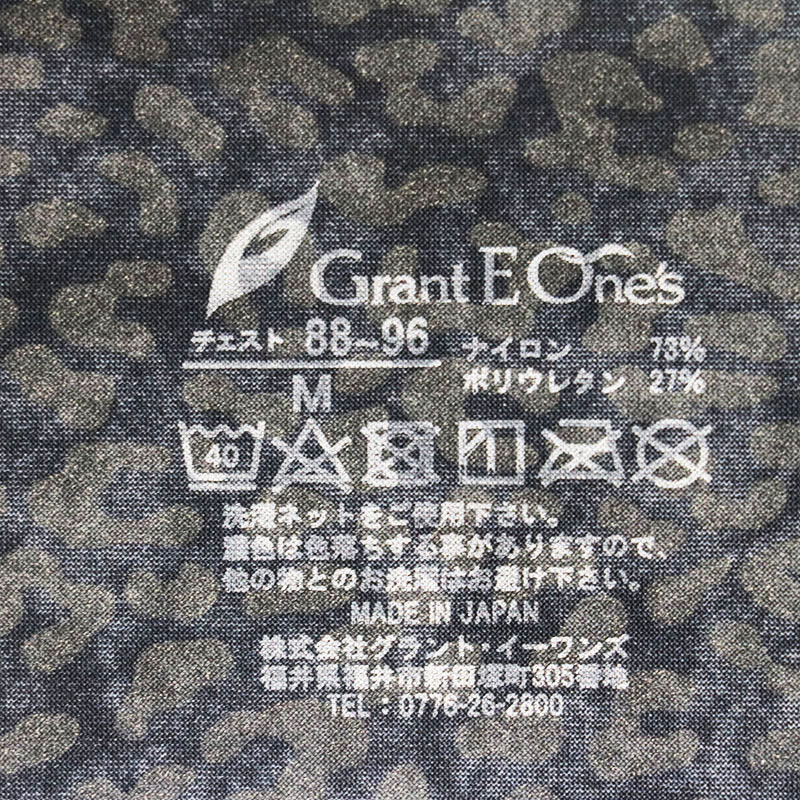 Grant E One's
チェスト 88~96
M
ナイロン 73%
ポリウレタン 27%
40
洗濯ネットをご使用下さい。
濃色は色落ちする事がありますので、
他の物とのお洗濯はお避け下さい。
MADE IN JAPAN
株式会社グラント・イーワンズ
福井県福井市新田塚町305番地
TEL：0776-26-2800